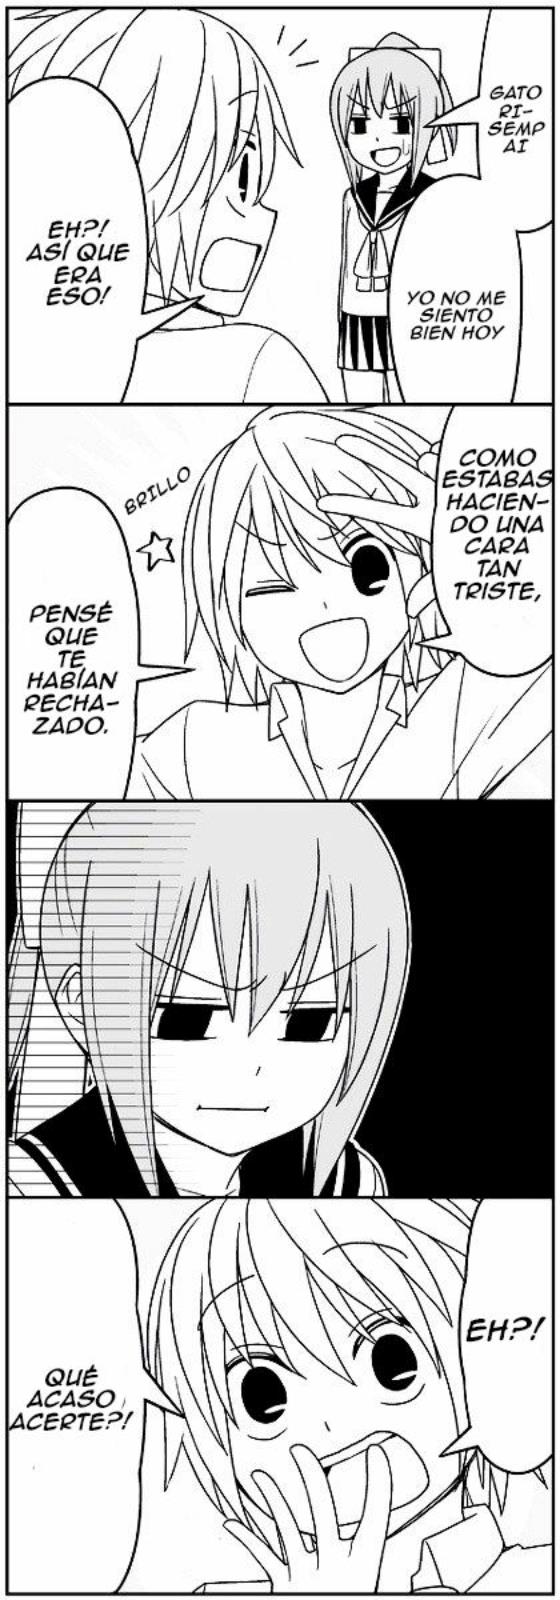 GATO
RI-
SEMP
AI
YO NO ME
SIENTO
BIEN HOY
EH?!
ASÍ QUE
ERA
ESO!
COMO
ESTABAS
HACIEN-
DO UNA
CARA
TAN
TRISTE,
BRILLO
PENSÉ
QUE
TE
HABÍAN
RECHA-
ZADO.
EH?!
QUÉ
ACASO
ACERTE?!